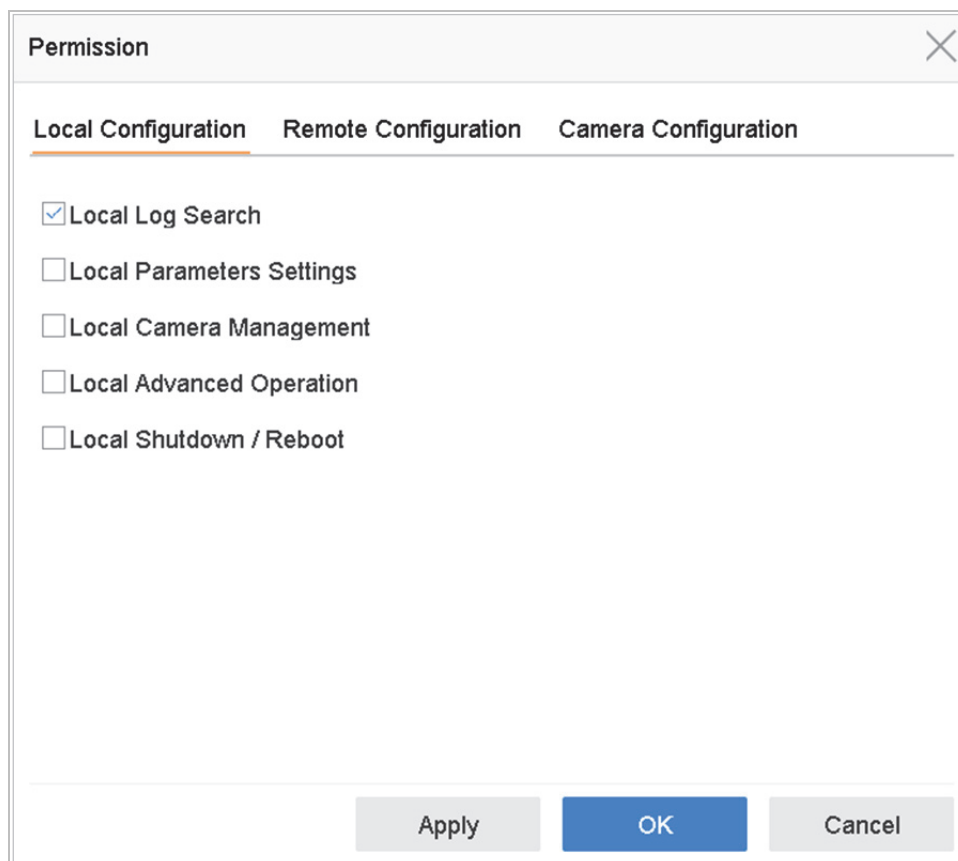 Permission
Local Configuration Remote Configuration Camera Configuration
Local Log Search
Local Parameters Settings
Local Camera Management
Local Advanced Operation
Local Shutdown / Reboot
Apply OK Cancel